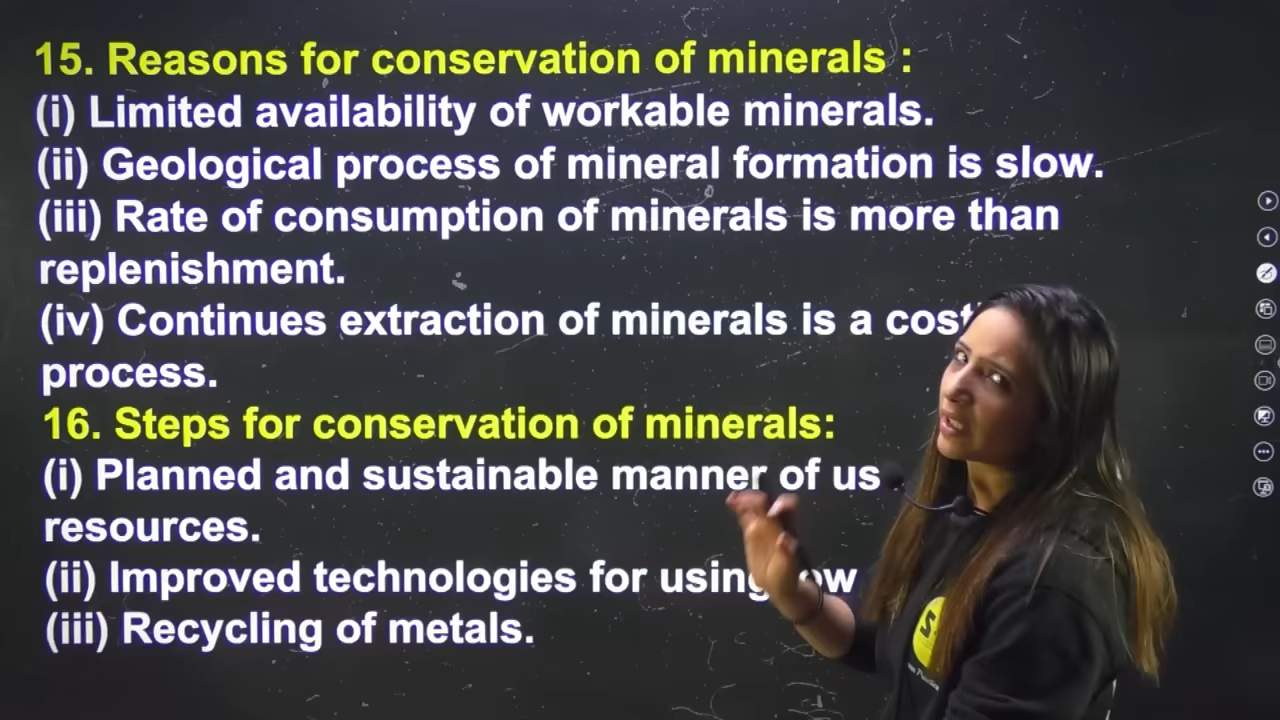 15. Reasons for conservation of minerals :
(i) Limited availability of workable minerals.
(ii) Geological process of mineral formation is slow.
(iii) Rate of consumption of minerals is more than
replenishment.
(iv) Continues extraction of minerals is a
process.
16. Steps for conservation of minerals:
(i) Planned and sustainable manner of
resources.
(ii) Improved technologies for using
(iii) Recycling of metals.